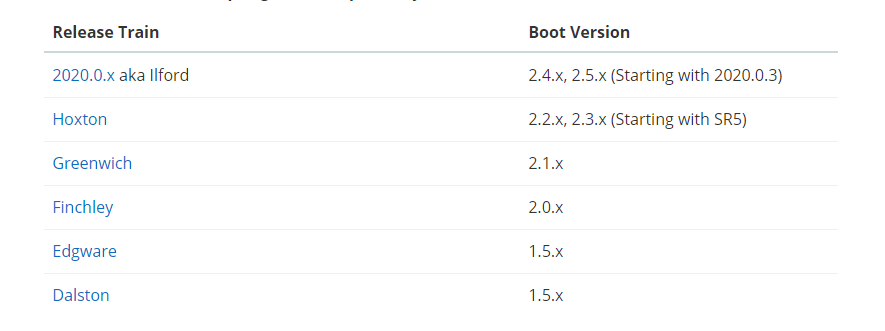 Release Train Boot Version
2020.0.x aka Ilford 2.4.x, 2.5.x (Starting with 2020.0.3)
Hoxton 2.2.x, 2.3.x (Starting with SR5)
Greenwich 2.1.x
Finchley 2.0.x
Edgware 1.5.x
Dalston 1.5.x